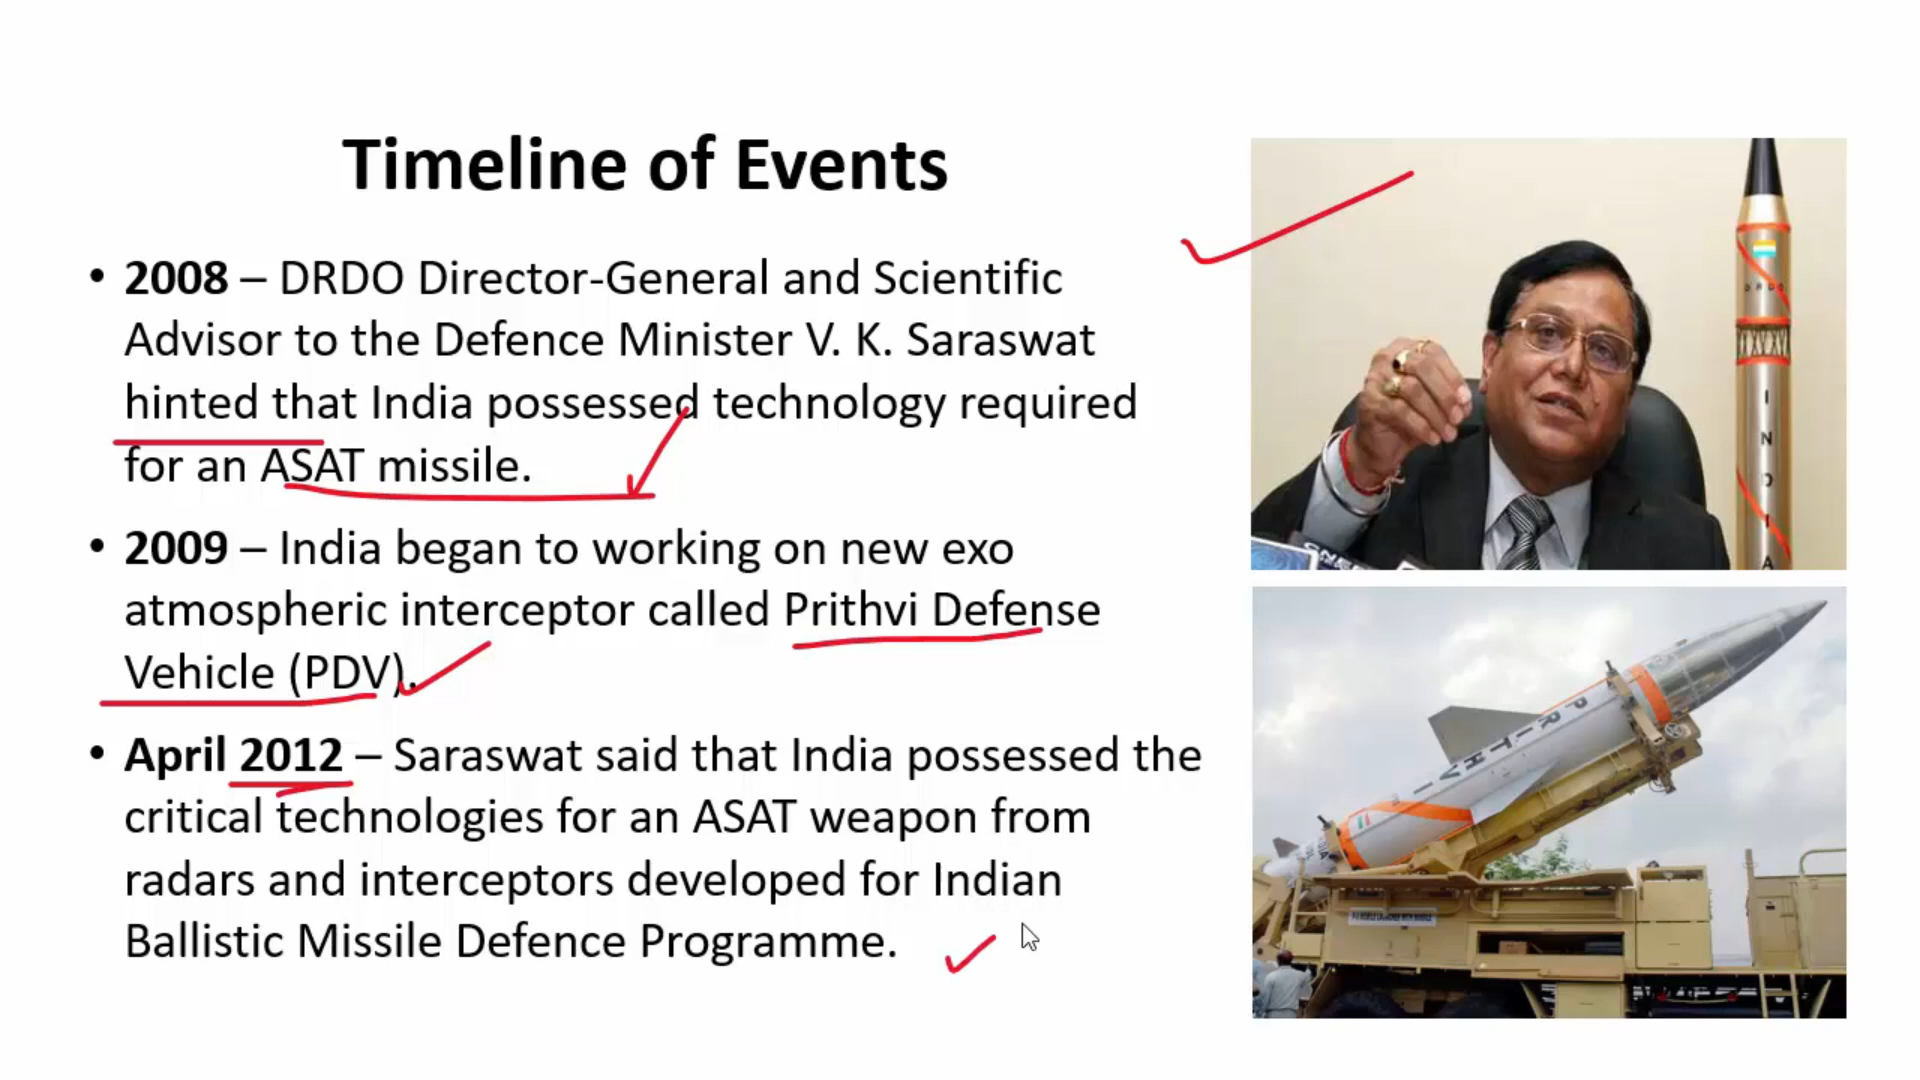 Timeline of Events
• 2008 – DRDO Director-General and Scientific
Advisor to the Defence Minister V. K. Saraswat
hinted that India possessed technology required
for an ASAT missile.
• 2009 – India began to working on new exo
atmospheric interceptor called Prithvi Defense
Vehicle (PDV).
• April 2012 – Saraswat said that India possessed the
critical technologies for an ASAT weapon from
radars and interceptors developed for Indian
Ballistic Missile Defence Programme.
DRDO
INDIA
PRITHVI